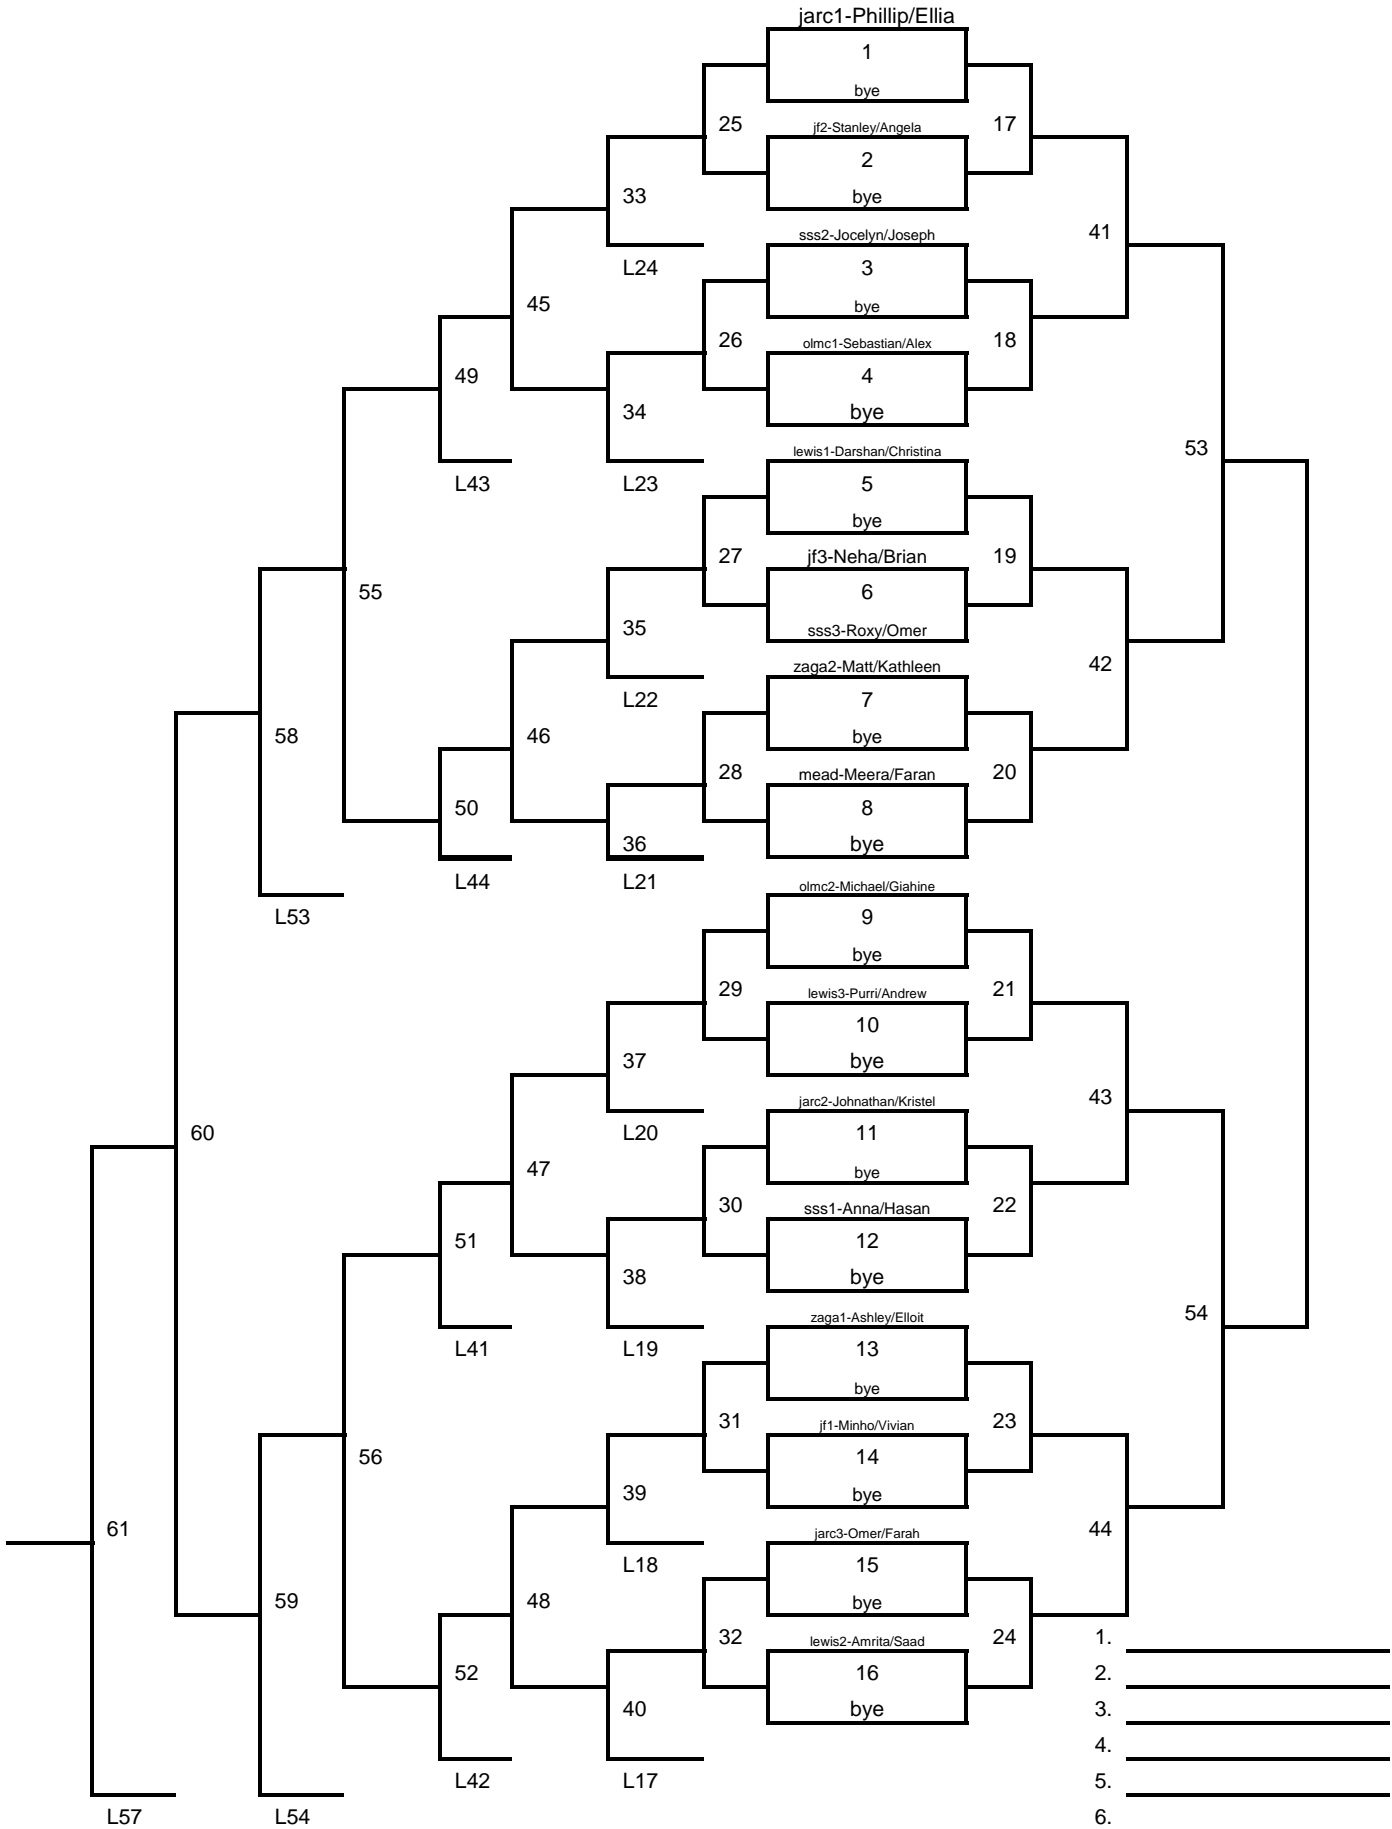 jarc1-Phillip/Ellia
1
bye
25
jf2-Stanley/Angela
17
2
33
bye
sss2-Jocelyn/Joseph
41
L24
3
45
bye
26
olmc1-Sebastian/Alex
18
49
4
34
bye
53
lewis1-Darshan/Christina
L43
L23
5
bye
27
jf3-Neha/Brian
19
55
6
35
sss3-Roxy/Omer
zaga2-Matt/Kathleen
42
L22
7
58
46
bye
28
mead-Meera/Faran
20
50
8
36
bye
L44
L21
olmc2-Michael/Giahine
L53
9
bye
29
lewis3-Purri/Andrew
21
10
37
bye
jarc2-Johnathan/Kristel
43
60
L20
11
47
bye
30
sss1-Anna/Hasan
22
51
12
38
bye
54
zaga1-Ashley/Elloit
L41
L19
13
bye
31
jf1-Minho/Vivian
23
56
14
39
bye
61
jarc3-Omer/Farah
44
L18
15
59
48
bye
32
lewis2-Amrita/Saad
24
1.
52
16
2.
40
bye
3.
4.
L42
L17
5.
L57
L54
6.